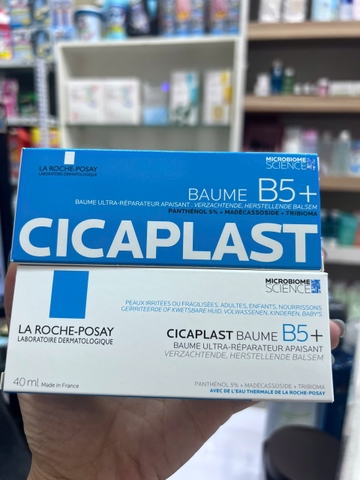 LA ROCHE-POSAY
LABORATOIRE DERMATOLOGIQUE
MICROBIOME
SCIENCE
BAUME B5+
BAUME ULTRA-RÉPARATEUR APAISANT. VERZACHTENDE, HERSTELLENDE BALSEM
PANTHENOL 5% + MADECASSOSIDE + TRIBIOMA
CICAPLAST
MICROBIOME
SCIENCE
PEAUX IRRITÉES OU FRAGILISÉES, ADULTES, ENFANTS, NOURRISSONS
GEÏRRITEERDE OF KWETSBARE HUID, VOLWASSENEN, KINDEREN, BABY'S
LA ROCHE-POSAY
LABORATOIRE DERMATOLOGIQUE
CICAPLAST BAUME B5+
BAUME ULTRA-RÉPARATEUR APAISANT
VERZACHTENDE, HERSTELLENDE BALSEM
40 ml Made in France
PANTHENOL 5% + MADECASSOSIDE + TRIBIOMA
AVEC DE L'EAU THERMALE DE LA ROCHE-POSAY